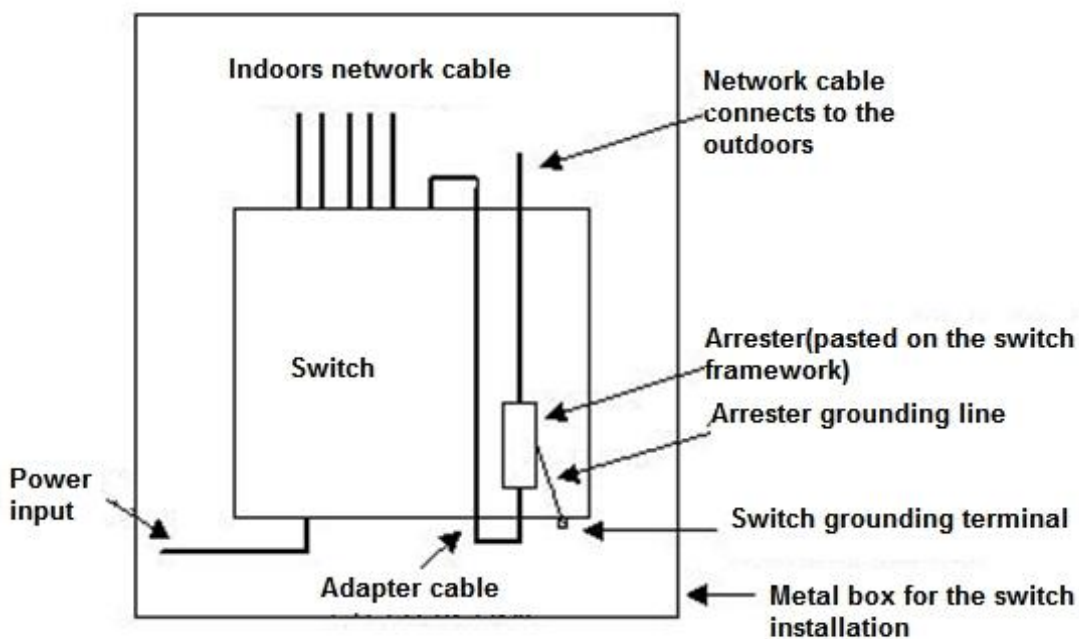 Indoors network cable
Network cable
connects to the
outdoors
Switch
Arrester(pasted on the switch
framework)
Arrester grounding line
Power
input
Switch grounding terminal
Adapter cable
Metal box for the switch
installation